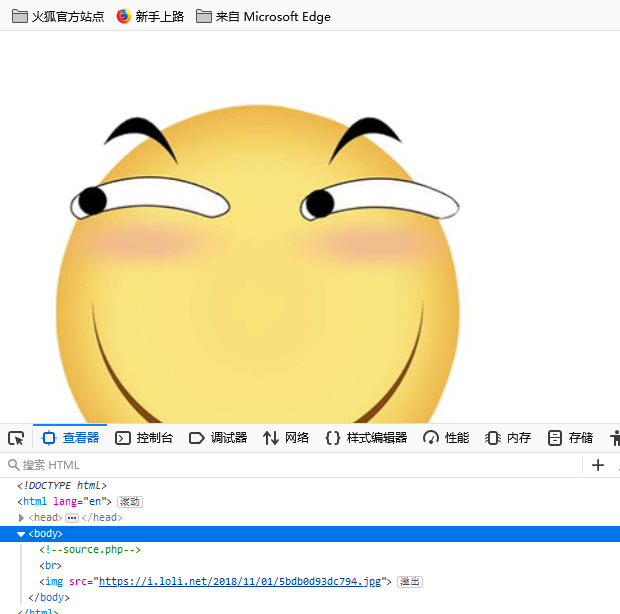 火狐官方站点 新手上路 来自 Microsoft Edge
查看器 控制台 调试器 网络 {} 样式编辑器 性能 内存 存储
搜索 HTML +
<!DOCTYPE html>
<html lang="en"> 滚动
<head> ••• </head>
<body>
<!--source.php-->
<br>
<img src="https://i.loli.net/2018/11/01/5bdb0d93dc794.jpg"> 溢出
</body>
</html>